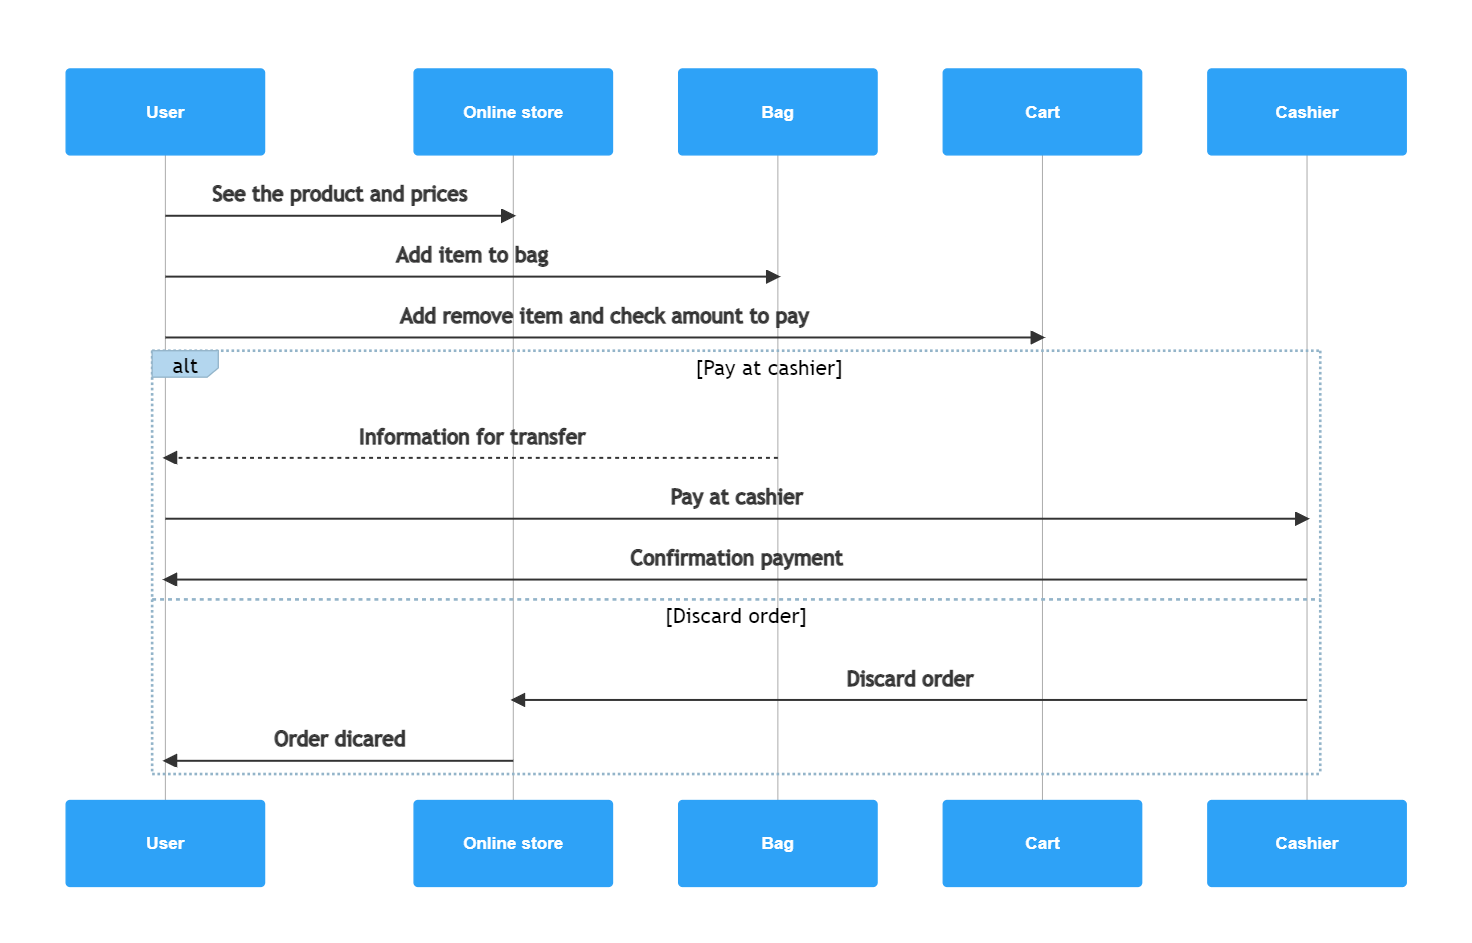 User
Online store
Bag
Cart
Cashier
See the product and prices
Add item to bag
Add remove item and check amount to pay
alt
[Pay at cashier]
Information for transfer
Pay at cashier
Confirmation payment
[Discard order]
Discard order
Order dicared
User
Online store
Bag
Cart
Cashier